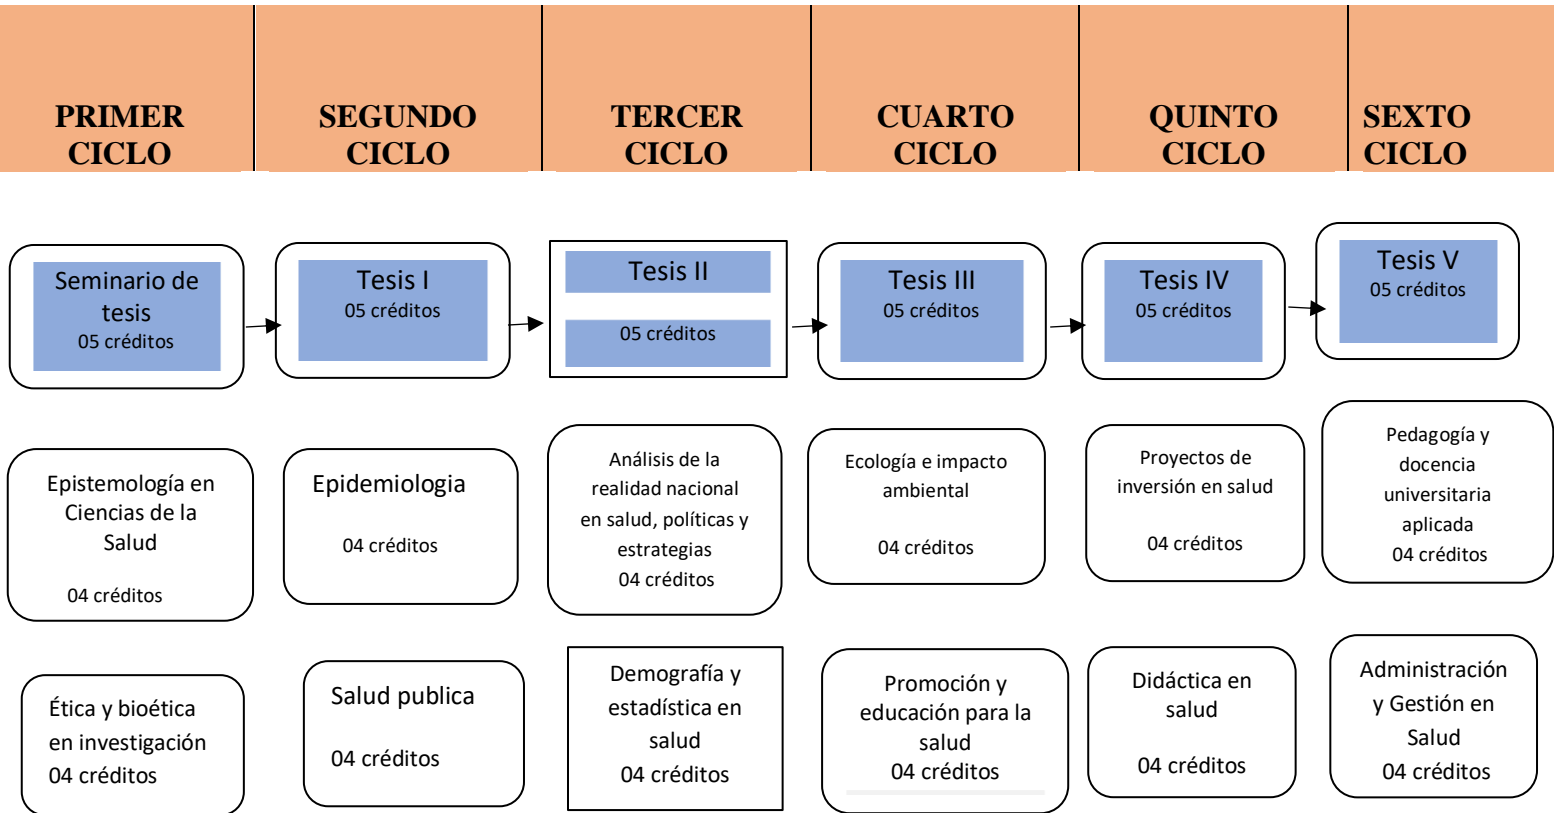 PRIMER
CICLO
SEGUNDO
CICLO
TERCER
CICLO
CUARTO
CICLO
QUINTO
CICLO
SEXTO
CICLO
Seminario de
tesis
05 créditos
Tesis I
05 créditos
Tesis II
05 créditos
Tesis III
05 créditos
Tesis IV
05 créditos
Tesis V
05 créditos
Epistemología en
Ciencias de la
Salud
04 créditos
Epidemiologia
04 créditos
Análisis de la
realidad nacional
en salud, políticas y
estrategias
04 créditos
Ecología e impacto
ambiental
04 créditos
Proyectos de
inversión en salud
04 créditos
Pedagogía y
docencia
universitaria
aplicada
04 créditos
Ética y bioética
en investigación
04 créditos
Salud publica
04 créditos
Demografía y
estadística en
salud
04 créditos
Promoción y
educación para la
salud
04 créditos
Didáctica en
salud
04 créditos
Administración
y Gestión en
Salud
04 créditos